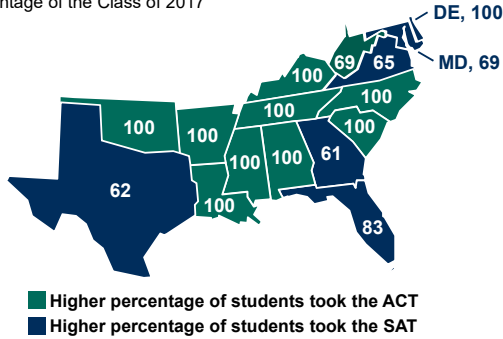 ntage of the Class of 2017
DE, 100
69
65
MD, 69
100
100
100
100
100
100
100
100
61
62
100
83
Higher percentage of students took the ACT
Higher percentage of students took the SAT